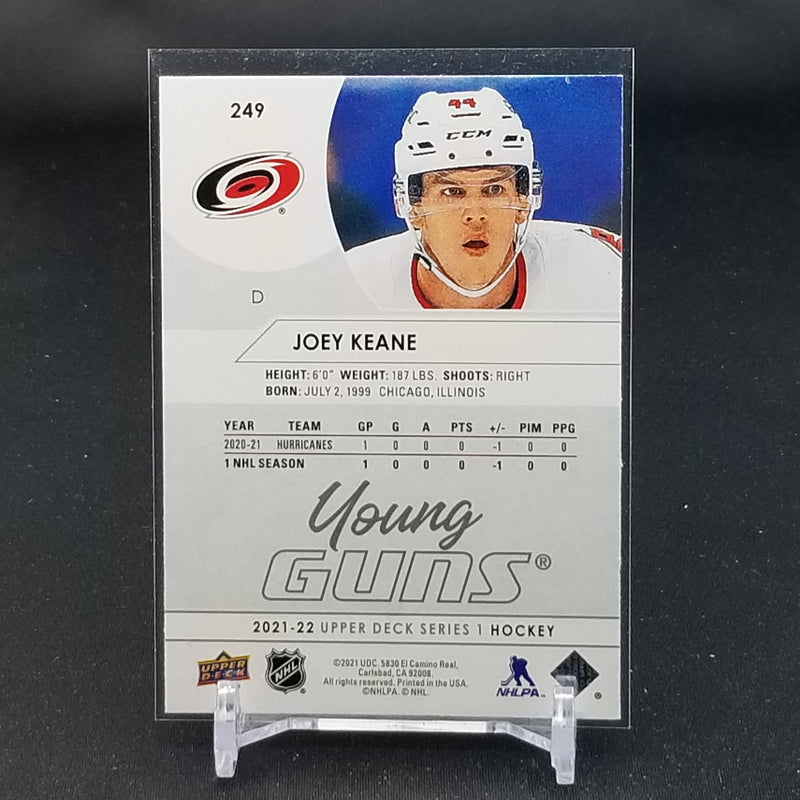 249
44
CCM
D
JOEY KEANE
HEIGHT: 6'0" WEIGHT: 187 LBS. SHOOTS: RIGHT
BORN: JULY 2, 1999 CHICAGO, ILLINOIS
YEAR TEAM GP G A PTS +/- PIM PPG
2020-21 HURRICANES 1 0 0 0 -1 0 0
1 NHL SEASON 1 0 0 0 -1 0 0
Young
GUNS®
2021-22 UPPER DECK SERIES 1 HOCKEY
UPPER DECK
NHL
©2021 UDC. 5830 El Camino Real,
Carlsbad, CA 92008.
All rights reserved. Printed in the USA.
©NHLPA. © NHL.
NHLPA